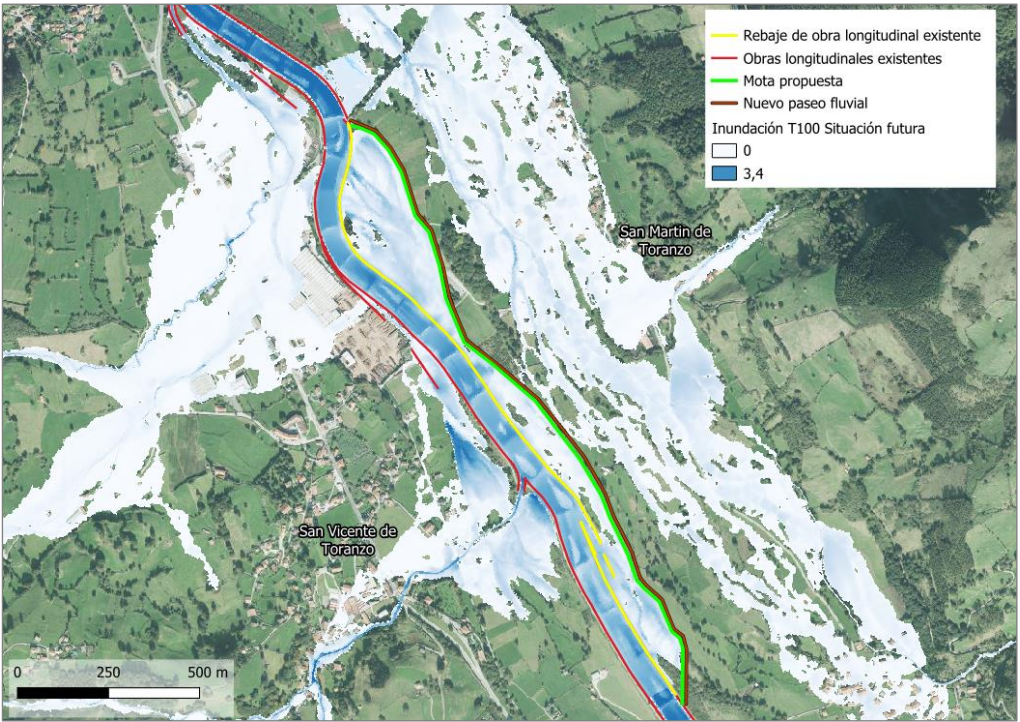 Rebaje de obra longitudinal existente
Obras longitudinales existentes
Mota propuesta
Nuevo paseo fluvial
Inundación T100 Situación futura
0
3,4
San Martin de
Toranzo
San Vicente de
Toranzo
0 250 500 m